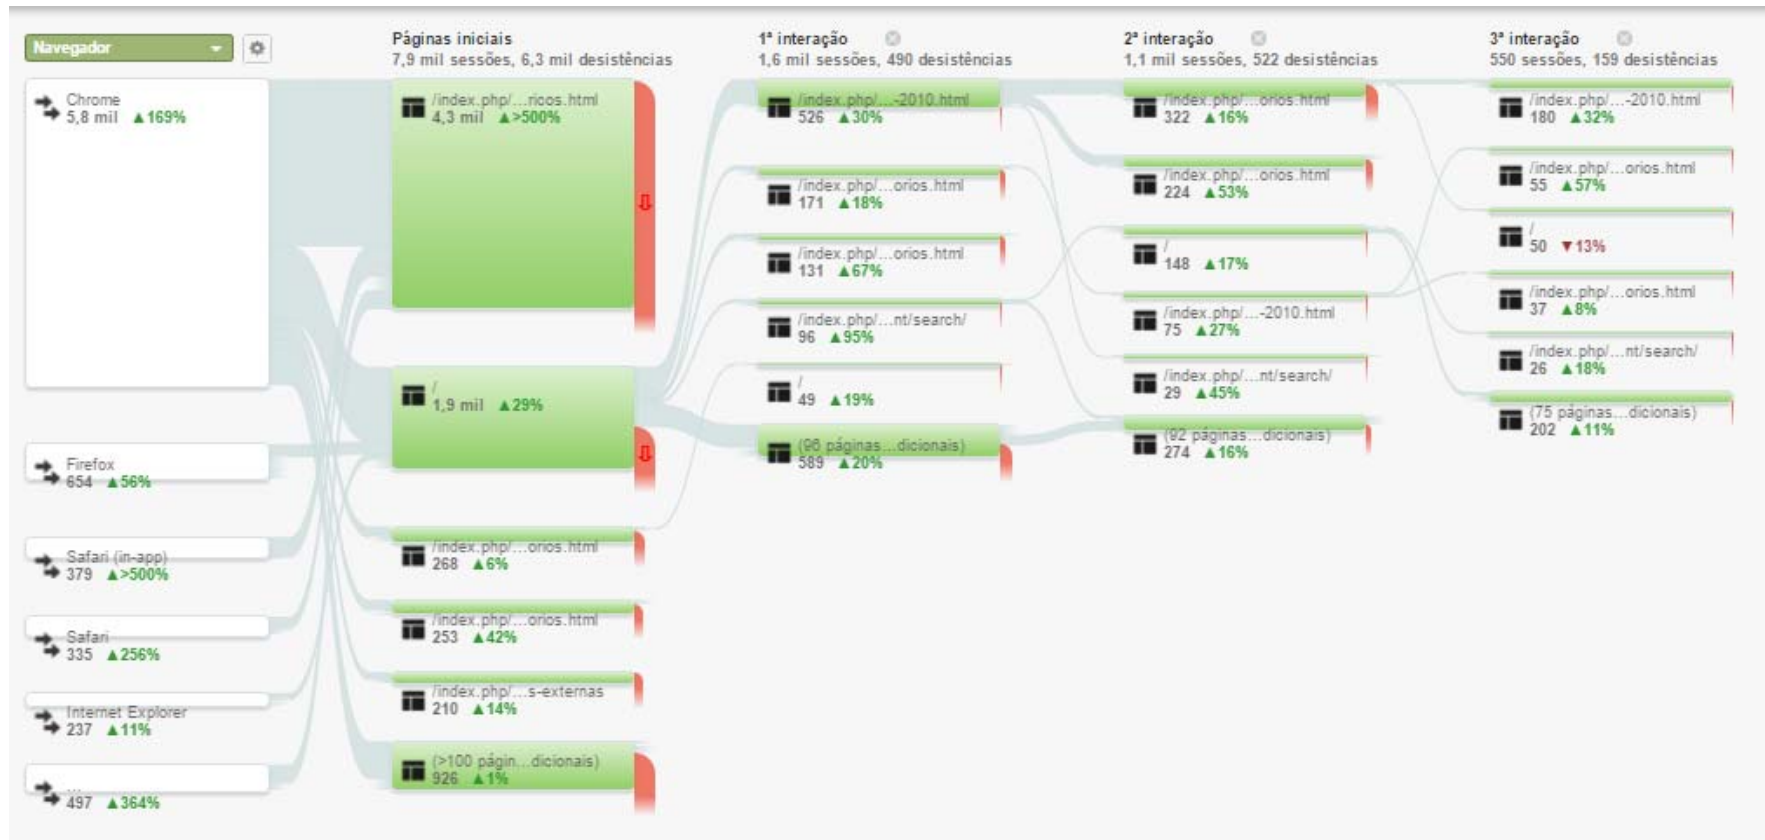 Navegador
Chrome
5,8 mil ▲169%
Firefox
654 ▲56%
Safari (in-app)
379 ▲>500%
Safari
335 ▲256%
Internet Explorer
237 ▲11%
...
497 ▲364%
Páginas iniciais
7,9 mil sessões, 6,3 mil desistências
/index.php/...ricos.html
4,3 mil ▲>500%
/
1,9 mil ▲29%
/index.php/...orios.html
268 ▲6%
/index.php/...orios.html
253 ▲42%
/index.php/...s-externas
210 ▲14%
(>100 págin...dicionais)
926 ▲1%
1ª interação
1,6 mil sessões, 490 desistências
/index.php/...-2010.html
526 ▲30%
/index.php/...orios.html
171 ▲18%
/index.php/...orios.html
131 ▲67%
/index.php/...nt/search/
96 ▲95%
/
49 ▲19%
(96 páginas...dicionais)
589 ▲20%
2ª interação
1,1 mil sessões, 522 desistências
/index.php/...orios.html
322 ▲16%
/index.php/...orios.html
224 ▲53%
/
148 ▲17%
/index.php/...-2010.html
75 ▲27%
/index.php/...nt/search/
29 ▲45%
(92 páginas...dicionais)
274 ▲16%
3ª interação
550 sessões, 159 desistências
/index.php/...-2010.html
180 ▲32%
/index.php/...orios.html
55 ▲57%
/
50 ▼13%
/index.php/...orios.html
37 ▲8%
/index.php/...nt/search/
26 ▲18%
(75 páginas...dicionais)
202 ▲11%